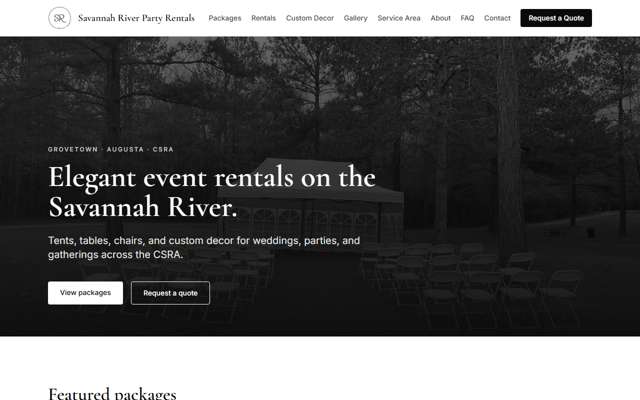 SR
Savannah River Party Rentals
Packages
Rentals
Custom Decor
Gallery
Service Area
About
FAQ
Contact
Request a Quote
GROVETOWN · AUGUSTA · CSRA
Elegant event rentals on the
Savannah River.
Tents, tables, chairs, and custom decor for weddings, parties, and
gatherings across the CSRA.
View packages
Request a quote
Featured packages